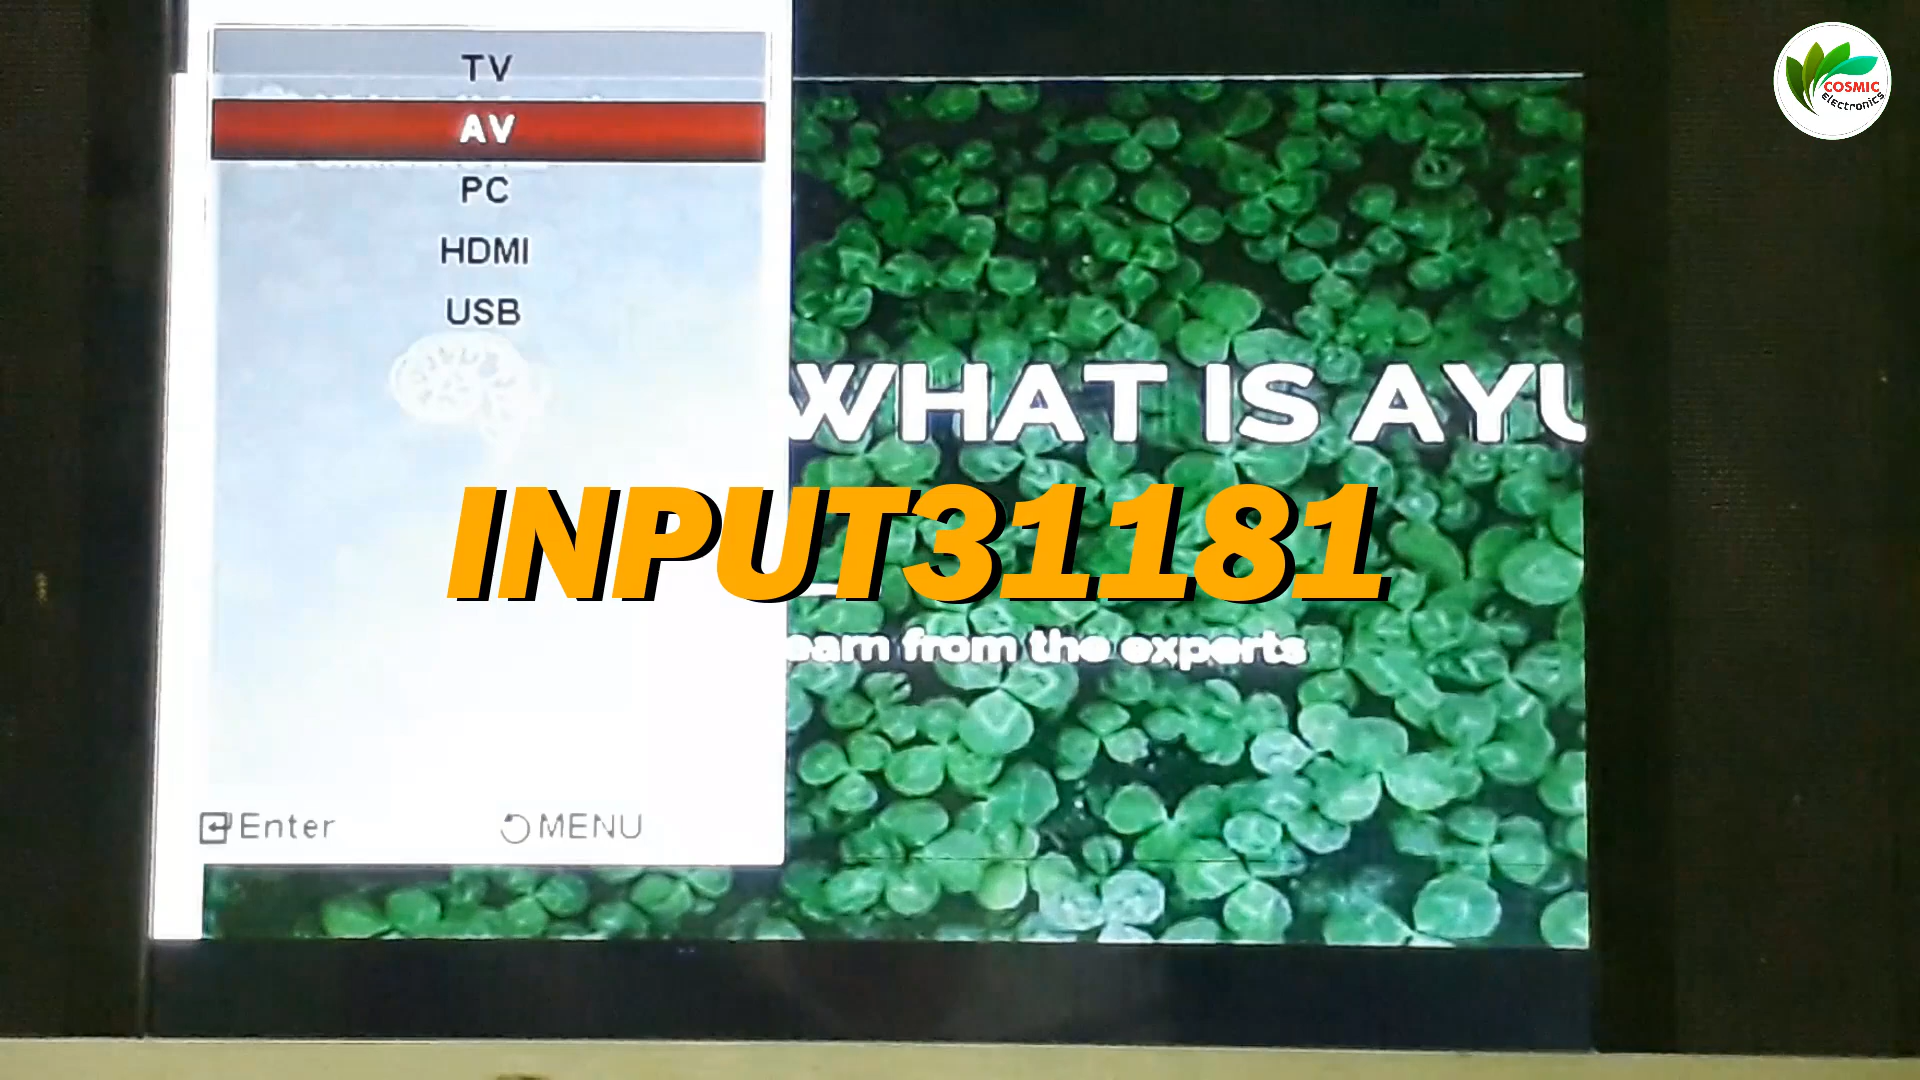 TV
AV
PC
HDMI
USB
WHAT IS AYU
INPUT31181
earn from the experts
Enter
MENU
COSMIC
Electronics